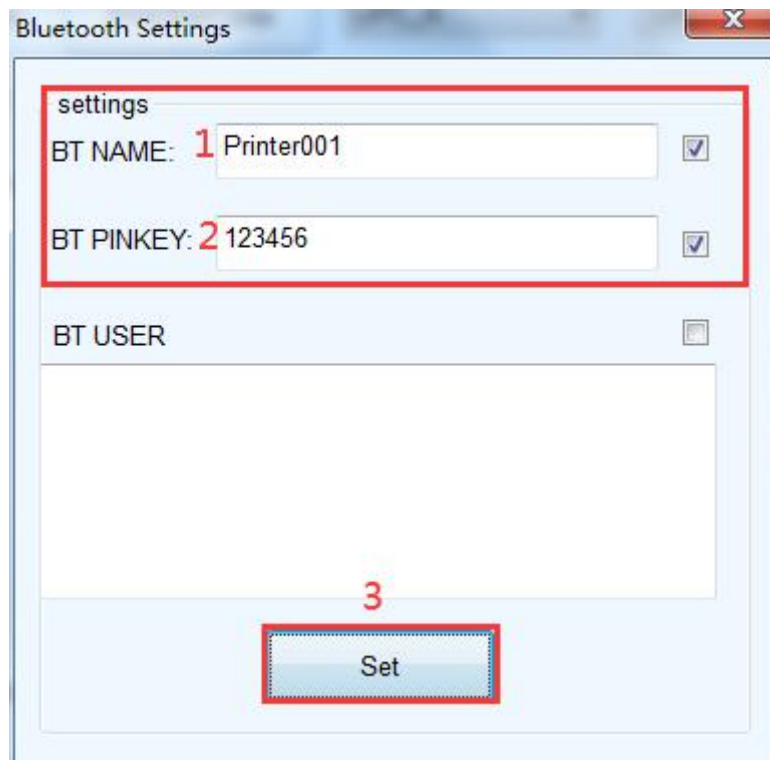 Bluetooth Settings
settings
BT NAME: 1 Printer001
BT PINKEY: 2 123456
BT USER
3
Set